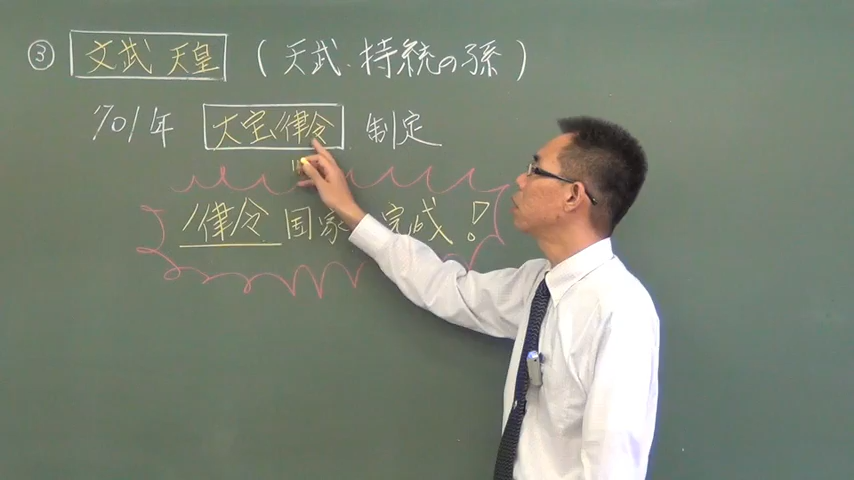 ③ 文武天皇 (天武・持統の孫)
701年 大宝律令 制定
律令国家完成!